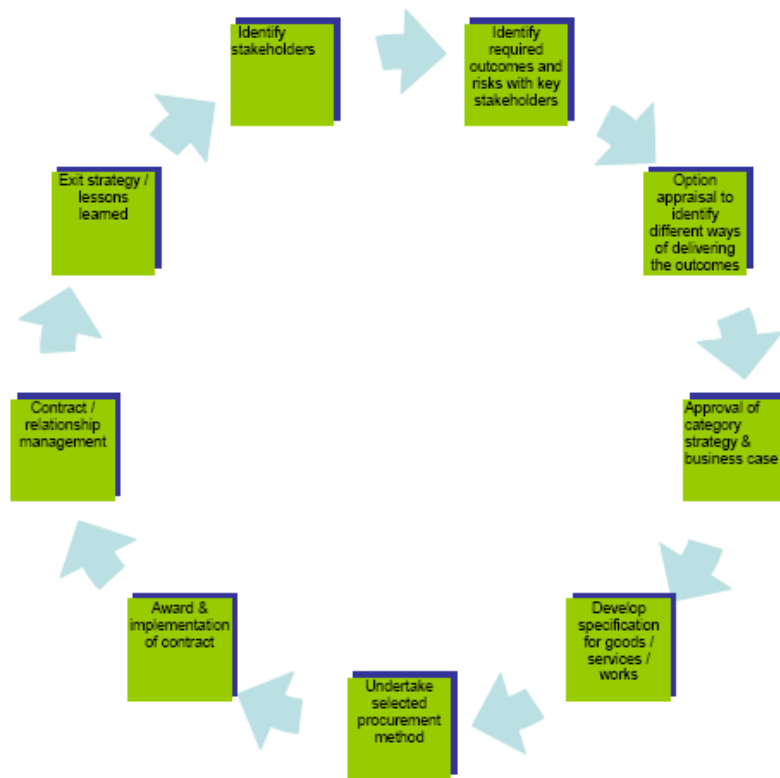 Identify
stakeholders
Identify
required
outcomes and
risks with key
stakeholders
Option
appraisal to
identify
different ways
of delivering
the outcomes
Approval of
category
strategy &
business case
Develop
specification
for goods /
services /
works
Undertake
selected
procurement
method
Award &
implementation
of contract
Contract /
relationship
management
Exit strategy /
lessons
learned